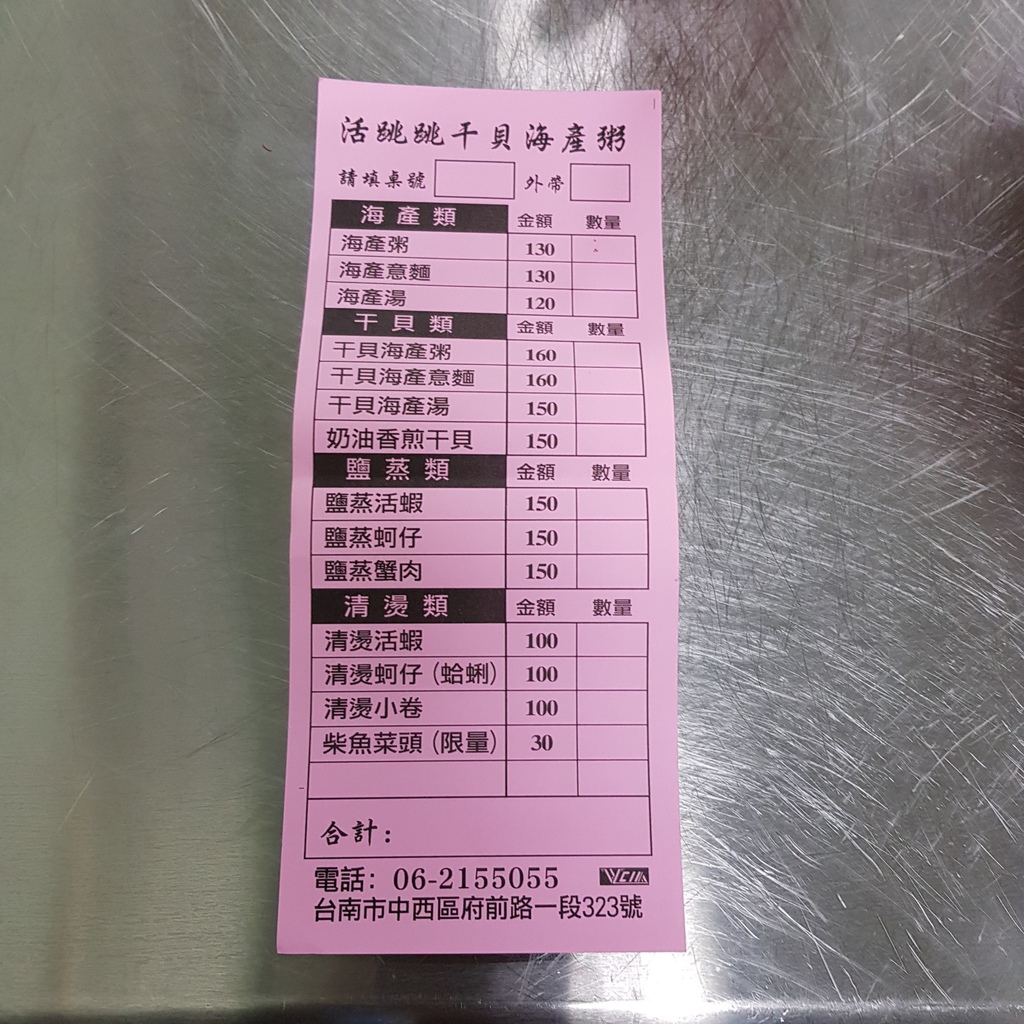 活跳跳干貝海產粥
請填桌號 外帶
海產類 金額 數量
海產粥 130
海產意麵 130
海產湯 120
干貝類 金額 數量
干貝海產粥 160
干貝海產意麵 160
干貝海產湯 150
奶油香煎干貝 150
鹽蒸類 金額 數量
鹽蒸活蝦 150
鹽蒸蚵仔 150
鹽蒸蟹肉 150
清燙類 金額 數量
清燙活蝦 100
清燙蚵仔(蛤蜊) 100
清燙小卷 100
柴魚菜頭(限量) 30
合計:
電話: 06-2155055
台南市中西區府前路一段323號